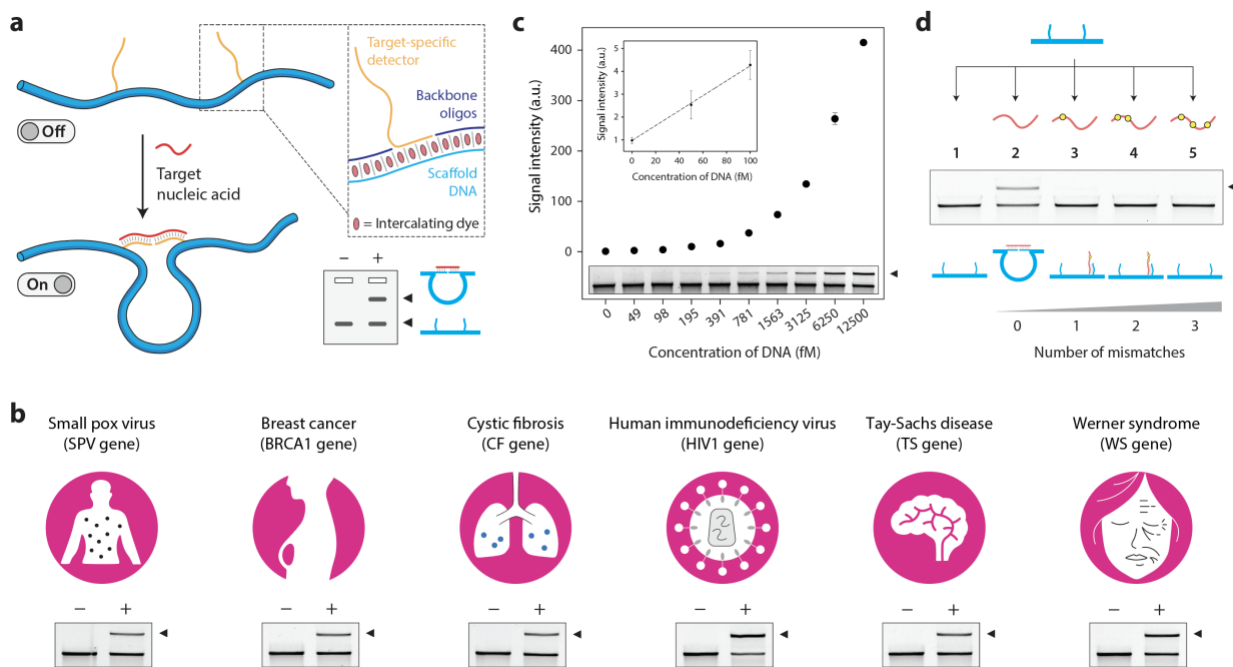 a
Target-specific
detector
Backbone
oligos
Scaffold
DNA
= Intercalating dye
Off
Target
nucleic acid
On
− +
c
Signal intensity (a.u.)
400
300
200
100
0
Signal intensity (a.u.)
5
4
3
2
1
0 20 40 60 80 100
Concentration of DNA (fM)
0 49 98 195 391 781 1563 3125 6250 12500
Concentration of DNA (fM)
d
1 2 3 4 5
0 1 2 3
Number of mismatches
b
Small pox virus
(SPV gene)
− +
Breast cancer
(BRCA1 gene)
− +
Cystic fibrosis
(CF gene)
− +
Human immunodeficiency virus
(HIV1 gene)
− +
Tay-Sachs disease
(TS gene)
− +
Werner syndrome
(WS gene)
− +